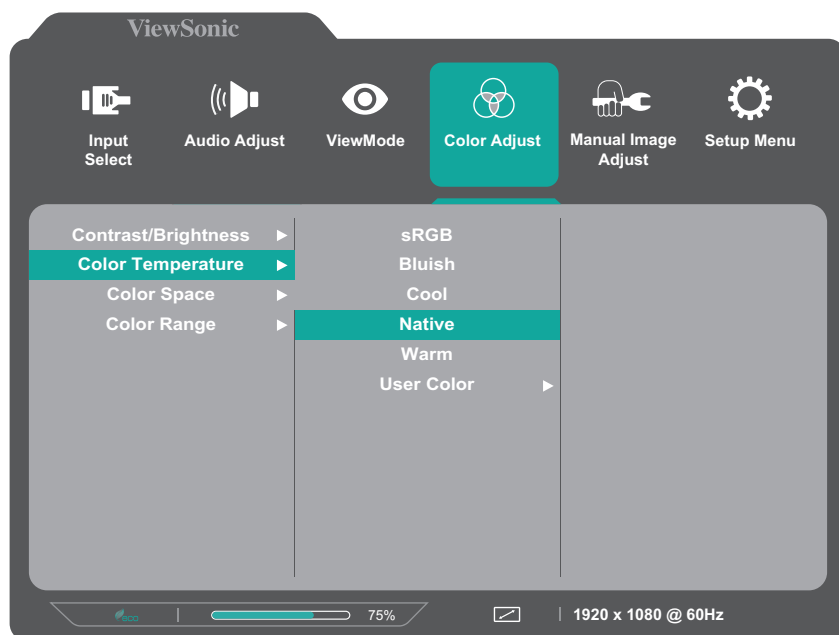 ViewSonic
Input
Select
Audio Adjust
ViewMode
Color Adjust
Manual Image
Adjust
Setup Menu
Contrast/Brightness
Color Temperature
Color Space
Color Range
sRGB
Bluish
Cool
Native
Warm
User Color
eco
75%
1920 x 1080 @ 60Hz